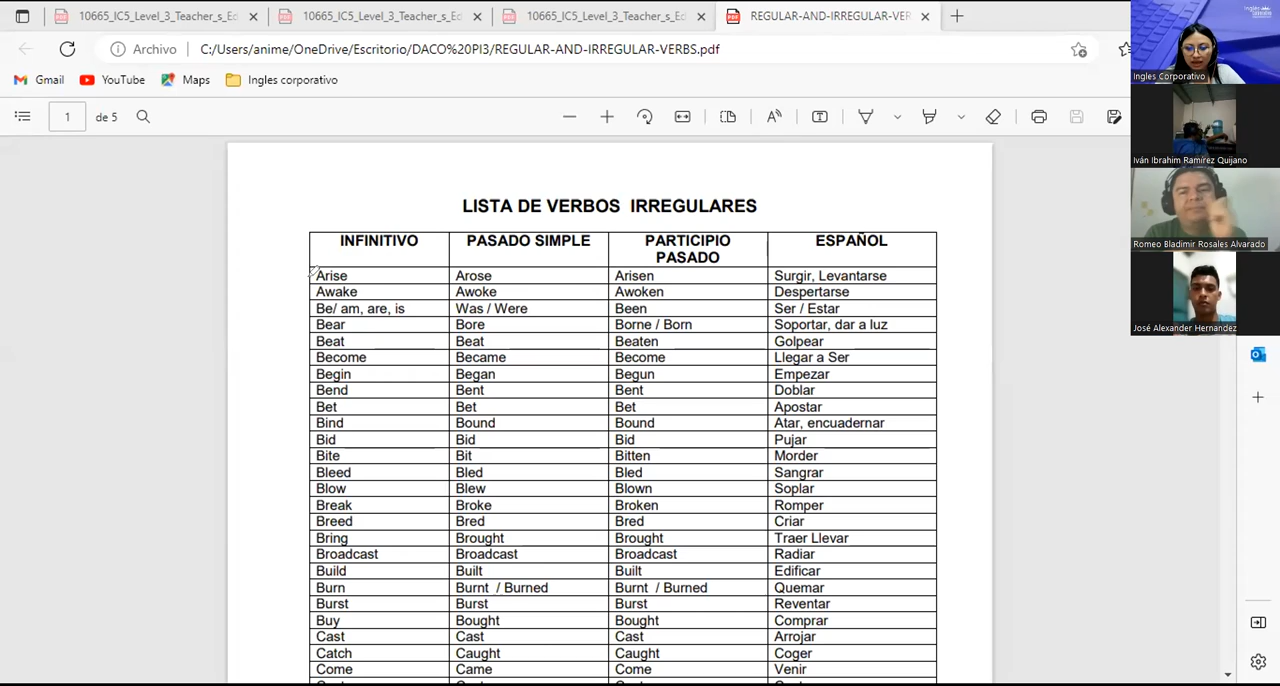 10665_IC5_Level_3_Teacher_s_Ed
10665_IC5_Level_3_Teacher_s_Ed
10665_IC5_Level_3_Teacher_s_Ed
REGULAR-AND-IRREGULAR-VER
Archivo
C:/Users/anime/OneDrive/Escritorio/DACO%20PI3/REGULAR-AND-IRREGULAR-VERBS.pdf
Gmail
YouTube
Maps
Ingles corporativo
1 de 5
LISTA DE VERBOS IRREGULARES
INFINITIVO PASADO SIMPLE PARTICIPIO PASADO ESPAÑOL
Arise Arose Arisen Surgir, Levantarse
Awake Awoke Awoken Despertarse
Be/ am, are, is Was / Were Been Ser / Estar
Bear Bore Borne / Born Soportar, dar a luz
Beat Beat Beaten Golpear
Become Became Become Llegar a Ser
Begin Began Begun Empezar
Bend Bent Bent Doblar
Bet Bet Bet Apostar
Bind Bound Bound Atar, encuadernar
Bid Bid Bid Pujar
Bite Bit Bitten Morder
Bleed Bled Bled Sangrar
Blow Blew Blown Soplar
Break Broke Broken Romper
Breed Bred Bred Criar
Bring Brought Brought Traer Llevar
Broadcast Broadcast Broadcast Radiar
Build Built Built Edificar
Burn Burnt / Burned Burnt / Burned Quemar
Burst Burst Burst Reventar
Buy Bought Bought Comprar
Cast Cast Cast Arrojar
Catch Caught Caught Coger
Come Came Come Venir
Ingles Corporativo
Iván Ibrahim Ramírez Quijano
Romeo Bladimir Rosales Alvarado
José Alexander Hernandez